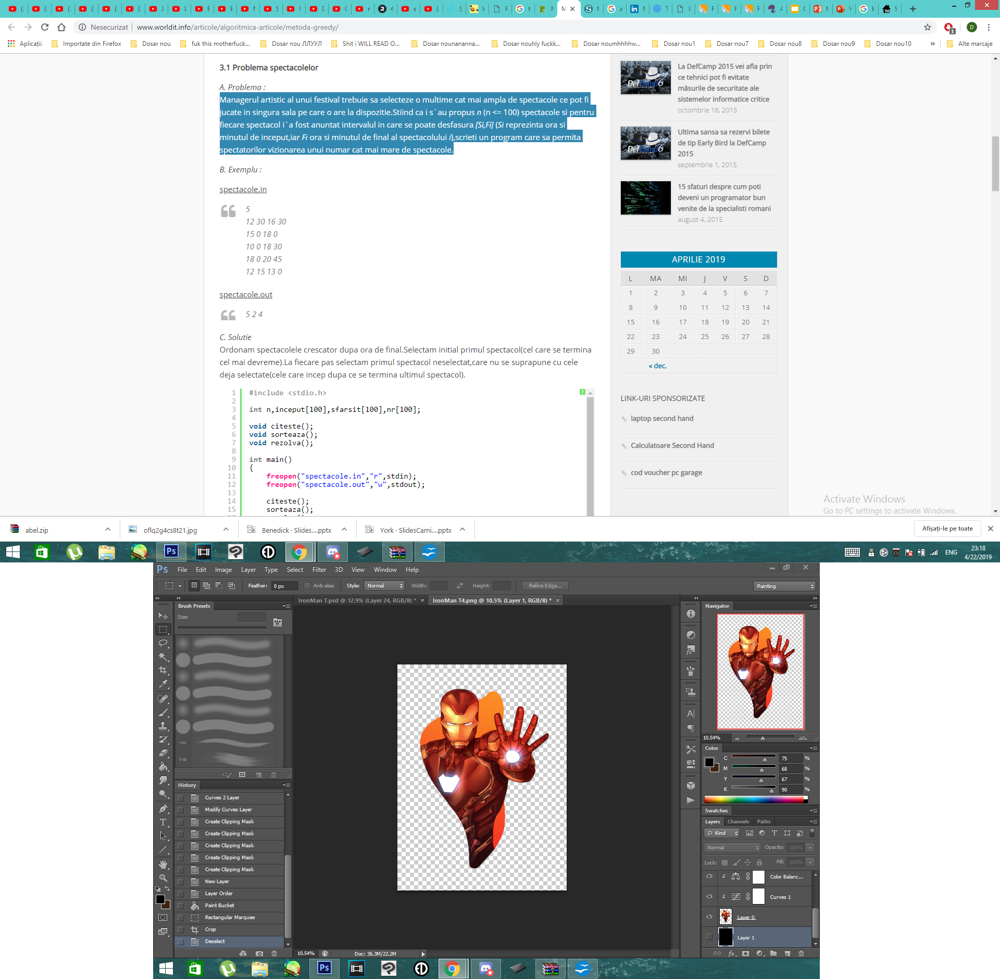 Nesecurizat
www.worldit.info/articole/algoritmica-articole/metoda-greedy/
Aplicații
Importate din Firefox
Dosar nou
fuk this motherfuck...
Dosar nou ЛЛУУЛ
Shit i WILL READ O...
Dosar nounananna...
Dosar nouhly fuckk...
Dosar noumhhhhw...
Dosar nou1
Dosar nou7
Dosar nou8
Dosar nou9
Dosar nou10
»
Alte marcaje
3.1 Problema spectacolelor
A. Problema :
Managerul artistic al unui festival trebuie sa selecteze o multime cat mai ampla de spectacole ce pot fi
jucate in singura sala pe care o are la dispozitie.Stiind ca i s`au propus n (n <= 100) spectacole si pentru
fiecare spectacol i`a fost anuntat intervalul in care se poate desfasura [Si,Fi] (Si reprezinta ora si
minutul de inceput,iar Fi ora si minutul de final al spectacolului i),scrieti un program care sa permita
spectatorilor vizionarea unui numar cat mai mare de spectacole.
B. Exemplu :
spectacole.in
5
12 30 16 30
15 0 18 0
10 0 18 30
18 0 20 45
12 15 13 0
spectacole.out
5 2 4
C. Solutie
Ordonam spectacolele crescator dupa ora de final.Selectam initial primul spectacol(cel care se termina
cel mai devreme).La fiecare pas selectam primul spectacol neselectat,care nu se suprapune cu cele
deja selectate(cele care incep dupa ce se termina ultimul spectacol).
1 #include <stdio.h>
2
3 int n,inceput[100],sfarsit[100],nr[100];
4
5 void citeste();
6 void sorteaza();
7 void rezolva();
8
9 int main()
10 {
11 freopen("spectacole.in","r",stdin);
12 freopen("spectacole.out","w",stdout);
13
14 citeste();
15 sorteaza();
La DefCamp 2015 vei afla prin
ce tehnici pot fi evitate
măsurile de securitate ale
sistemelor informatice critice
octombrie 16, 2015
Ultima sansa sa rezervi bilete
de tip Early Bird la DefCamp
2015
septembrie 1, 2015
15 sfaturi despre cum poti
deveni un programator bun
venite de la specialisti romani
august 4, 2015
APRILIE 2019
L MA MI J V S D
1 2 3 4 5 6 7
8 9 10 11 12 13 14
15 16 17 18 19 20 21
22 23 24 25 26 27 28
29 30
« dec.
LINK-URI SPONSORIZATE
laptop second hand
Calculatoare Second Hand
cod voucher pc garage
Activate Windows
Go to PC settings to activate Windows.
abel.zip
oflq2g4cs8t21.jpg
Benedick · Slides....pptx
York · SlidesCarni....pptx
Afișați-le pe toate
ENG
23:18
4/22/2019
Ps File Edit Image Layer Type Select Filter 3D View Window Help
Feather: 0 px Anti-alias Style: Normal Width: Height: Refine Edge... Painting
IronMan T.psd @ 12.9% (Layer 24, RGB/8) * ×
IronMan T4.png @ 10.5% (Layer 1, RGB/8) * ×
Brush Presets
Size:
History
Curves 2 Layer
Modify Curves Layer
Create Clipping Mask
Create Clipping Mask
Create Clipping Mask
Create Clipping Mask
Create Clipping Mask
New Layer
Layer Order
Paint Bucket
Rectangular Marquee
Crop
Deselect
10.54%
Doc: 36.3M/22.2M
Navigator
10.54%
Color
C 75 %
M 68 %
Y 67 %
K 90 %
Swatches
Layers Channels Paths
Kind
Normal Opacity: 100%
Lock: Fill: 100%
Color Balanc...
Curves 1
Layer 0
Layer 1